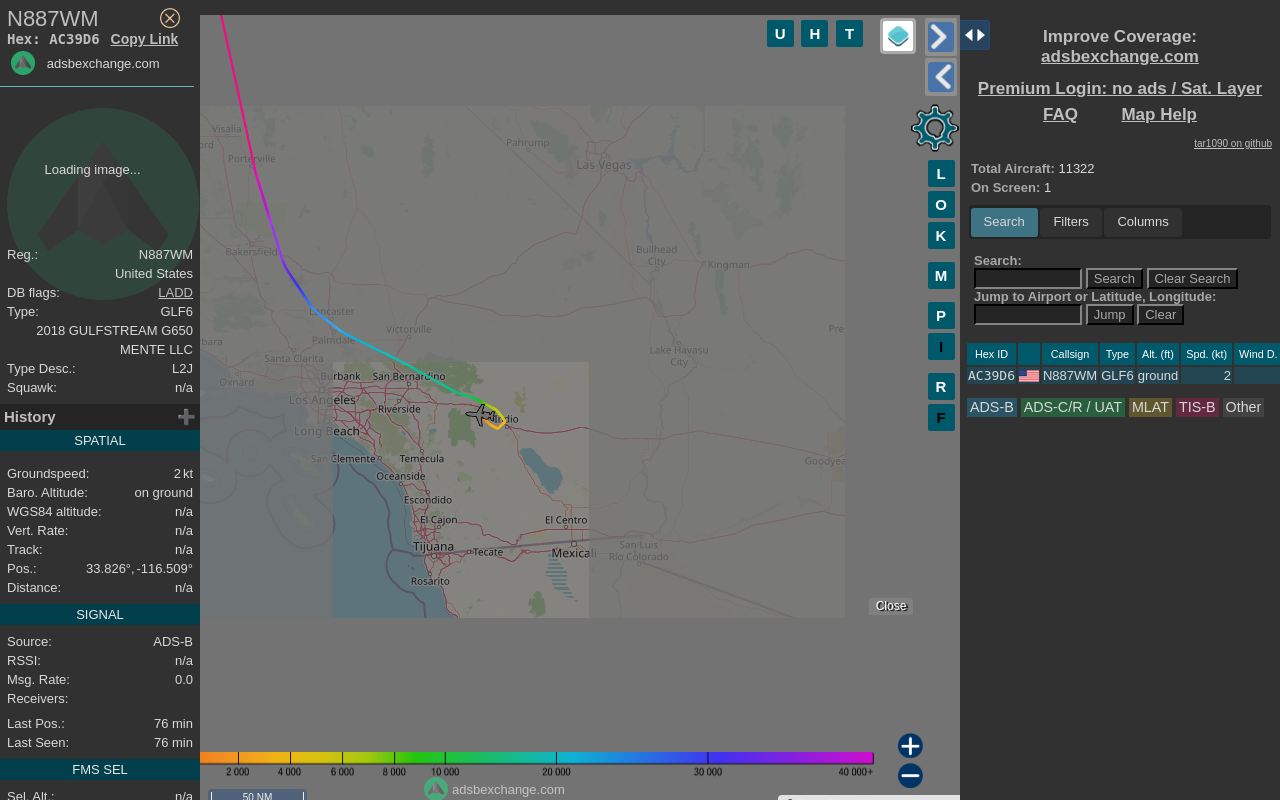 N887WM
Hex: AC39D6 Copy Link
adsbexchange.com
Loading image...
Reg.: N887WM
United States
DB flags: LADD
Type: GLF6
2018 GULFSTREAM G650
MENTE LLC
Type Desc.: L2J
Squawk: n/a
History
SPATIAL
Groundspeed: 2 kt
Baro. Altitude: on ground
WGS84 altitude: n/a
Vert. Rate: n/a
Track: n/a
Pos.: 33.826°, -116.509°
Distance: n/a
SIGNAL
Source: ADS-B
RSSI: n/a
Msg. Rate: 0.0
Receivers:
Last Pos.: 76 min
Last Seen: 76 min
FMS SEL
Sel. Alt.: n/a
U H T
L
O
K
M
P
I
R
F
Visalia
Porterville
Pahrump
Las Vegas
Bakersfield
Bullhead
City
Kingman
Lancaster
Palmdale
Victorville
Santa Clarita
Lake Havasu
City
Oxnard
Burbank
San Bernardino
Los Angeles
Riverside
Indio
Long Beach
San Clemente
Temecula
Goodyea
Oceanside
Escondido
El Cajon
El Centro
Tijuana
Tecate
Mexicali
San Luis
Río Colorado
Rosarito
Close
2 000 4 000 6 000 8 000 10 000 20 000 30 000 40 000+
adsbexchange.com
50 NM
Improve Coverage:
adsbexchange.com
Premium Login: no ads / Sat. Layer
FAQ Map Help
tar1090 on github
Total Aircraft: 11322
On Screen: 1
Search Filters Columns
Search:
Search Clear Search
Jump to Airport or Latitude, Longitude:
Jump Clear
Hex ID Callsign Type Alt. (ft) Spd. (kt) Wind D.
AC39D6 N887WM GLF6 ground 2
ADS-B ADS-C/R / UAT MLAT TIS-B Other